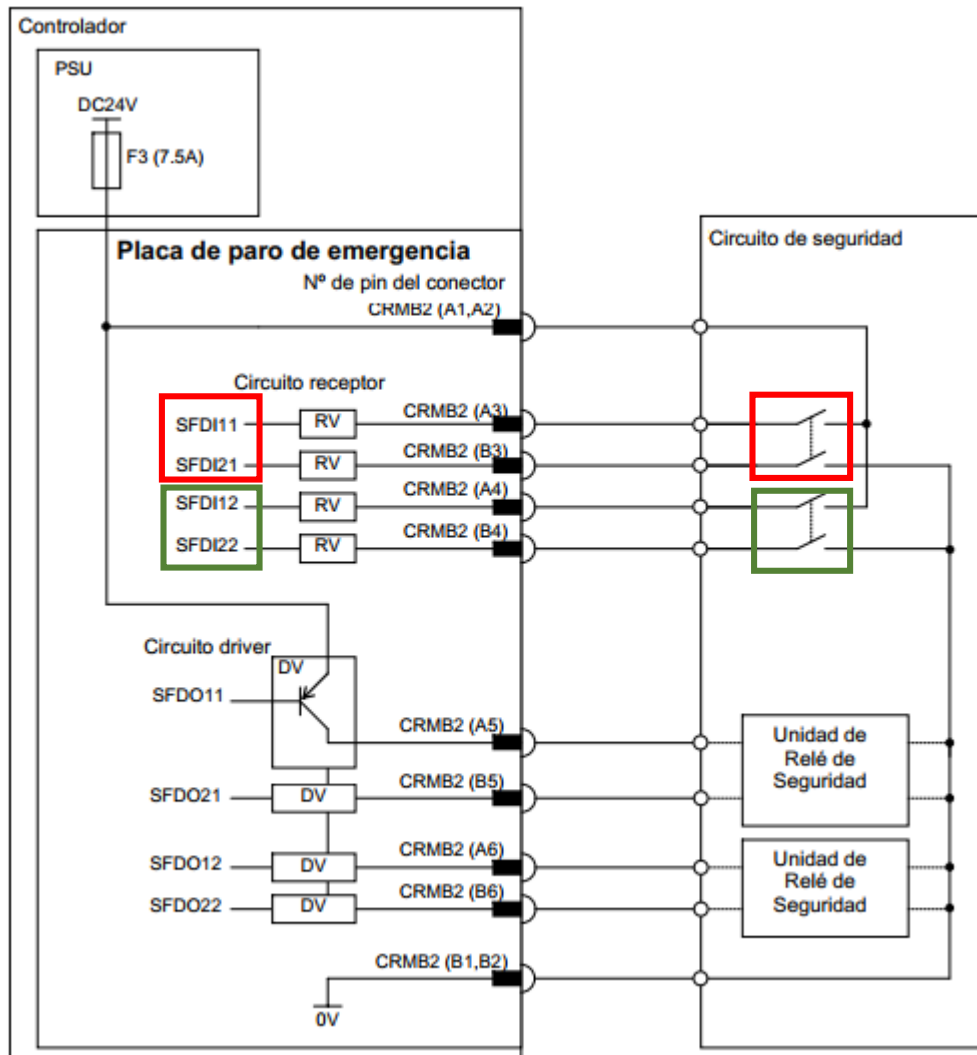 Controlador
PSU
DC24V
F3 (7.5A)
Placa de paro de emergencia
Nº de pin del conector
CRMB2 (A1,A2)
Circuito de seguridad
Circuito receptor
SFDI11
RV
CRMB2 (A3)
SFDI21
RV
CRMB2 (B3)
SFDI12
RV
CRMB2 (A4)
SFDI22
RV
CRMB2 (B4)
Circuito driver
DV
SFDO11
CRMB2 (A5)
Unidad de
Relé de
Seguridad
SFDO21
DV
CRMB2 (B5)
SFDO12
DV
CRMB2 (A6)
Unidad de
Relé de
Seguridad
SFDO22
DV
CRMB2 (B6)
CRMB2 (B1,B2)
0V